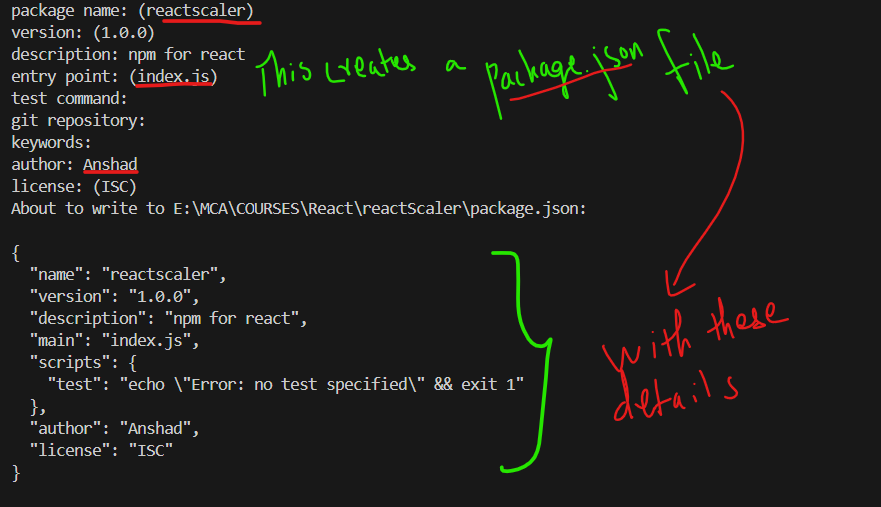 package name: (reactscaler)
version: (1.0.0)
description: npm for react
entry point: (index.js)
This creates a package.json file
test command:
git repository:
keywords:
author: Anshad
license: (ISC)
About to write to E:\MCA\COURSES\React\reactScaler\package.json:
{
  "name": "reactscaler",
  "version": "1.0.0",
  "description": "npm for react",
  "main": "index.js",
  "scripts": {
    "test": "echo \"Error: no test specified\" && exit 1"
  },
  "author": "Anshad",
  "license": "ISC"
}
with these
details